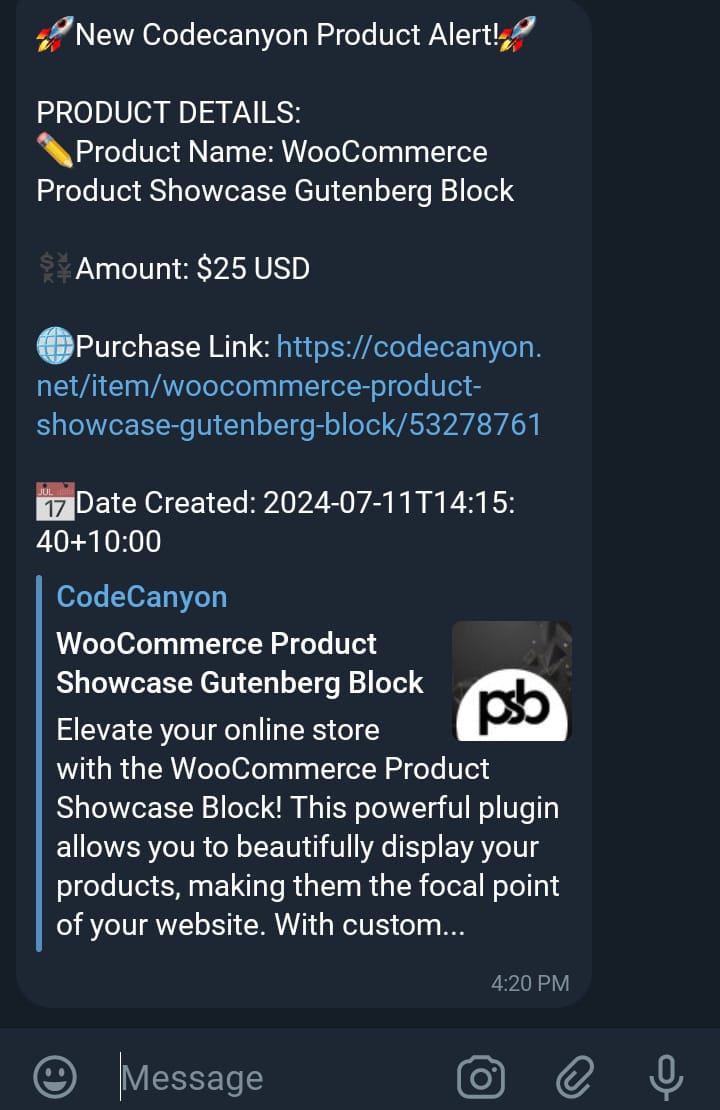 🚀New Codecanyon Product Alert!🚀
PRODUCT DETAILS:
✏️Product Name: WooCommerce
Product Showcase Gutenberg Block
💱Amount: $25 USD
🌐Purchase Link: https://codecanyon.
net/item/woocommerce-product-
showcase-gutenberg-block/53278761
📅Date Created: 2024-07-11T14:15:
40+10:00
CodeCanyon
WooCommerce Product
Showcase Gutenberg Block
psb
Elevate your online store
with the WooCommerce Product
Showcase Block! This powerful plugin
allows you to beautifully display your
products, making them the focal point
of your website. With custom...
4:20 PM
Message